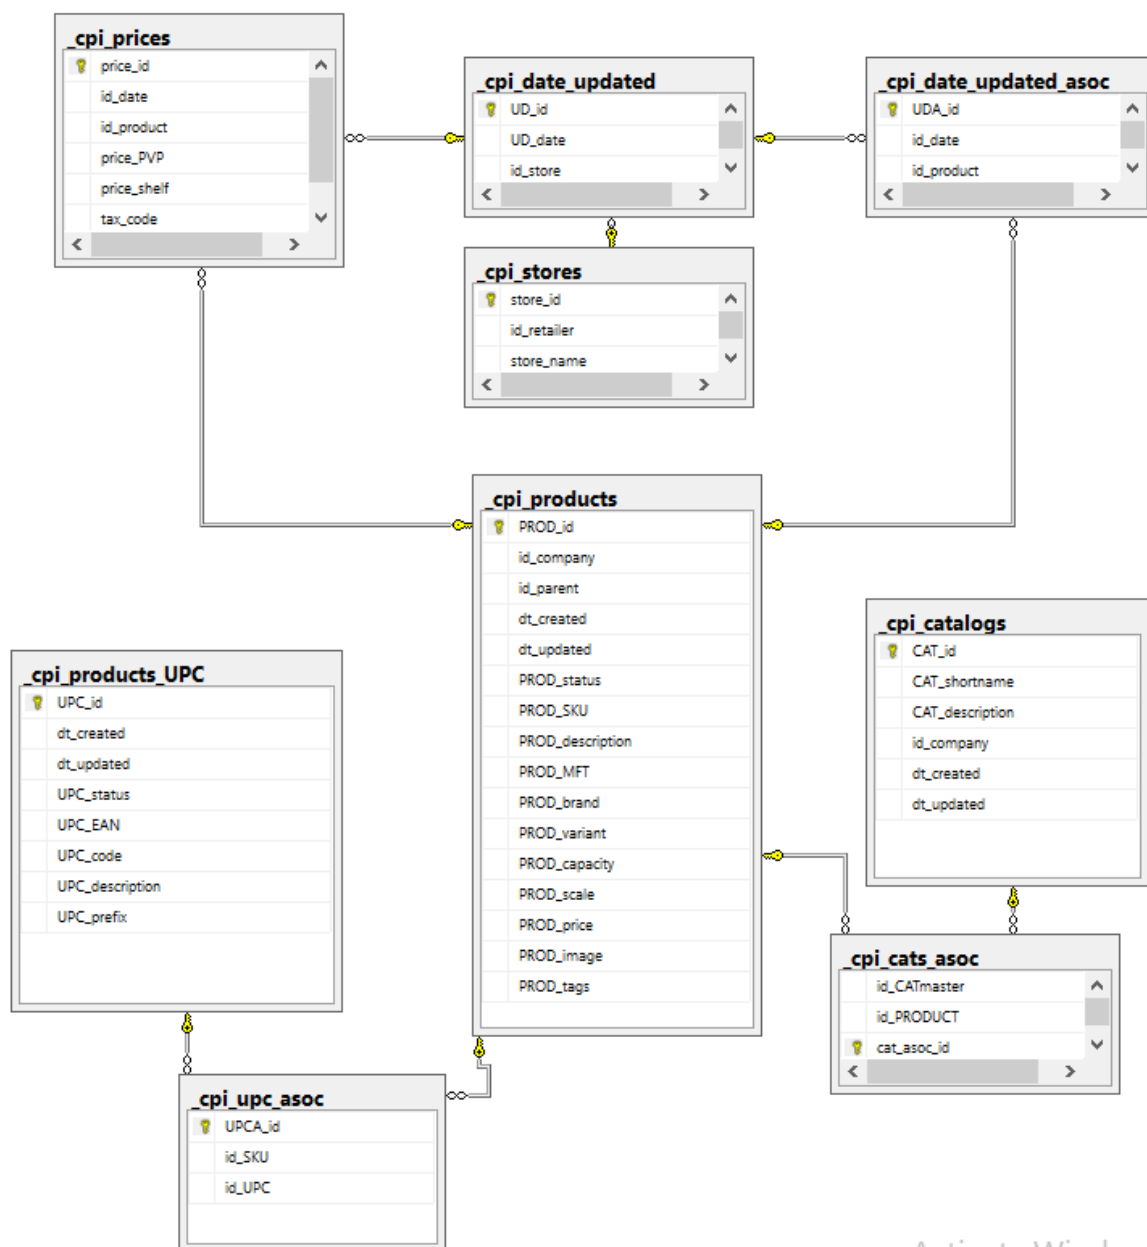 _cpi_prices
price_id
id_date
id_product
price_PVP
price_shelf
tax_code
_cpi_date_updated
UD_id
UD_date
id_store
_cpi_date_updated_asoc
UDA_id
id_date
id_product
_cpi_stores
store_id
id_retailer
store_name
_cpi_products
PROD_id
id_company
id_parent
dt_created
dt_updated
PROD_status
PROD_SKU
PROD_description
PROD_MFT
PROD_brand
PROD_variant
PROD_capacity
PROD_scale
PROD_price
PROD_image
PROD_tags
_cpi_catalogs
CAT_id
CAT_shortname
CAT_description
id_company
dt_created
dt_updated
_cpi_products_UPC
UPC_id
dt_created
dt_updated
UPC_status
UPC_EAN
UPC_code
UPC_description
UPC_prefix
_cpi_cats_asoc
id_CATmaster
id_PRODUCT
cat_asoc_id
_cpi_upc_asoc
UPCA_id
id_SKU
id_UPC